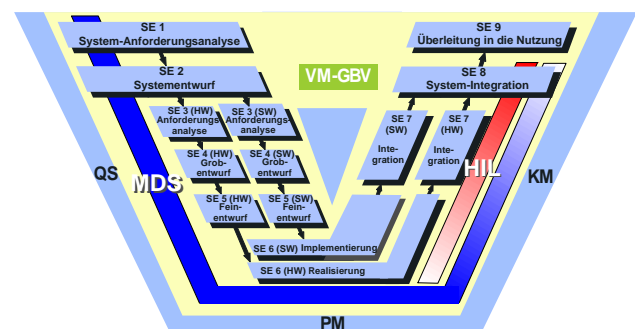 SE 1
System-Anforderungsanalyse
SE 9
Überleitung in die Nutzung
SE 2
Systementwurf
VM-GBV
SE 8
System-Integration
SE 3 (HW)
Anforderungs
analyse
SE 3 (SW)
Anforderungs-
analyse
SE 7
(SW)
Inte-
gration
SE 7
(HW)
Inte-
gration
SE 4 (HW)
Grob-
entwurf
SE 4 (SW)
Grob-
entwurf
QS
MDS
HIL
KM
SE 5 (HW)
Fein-
entwurf
SE 5 (SW)
Fein-
entwurf
SE 6 (SW) Implementierung
SE 6 (HW) Realisierung
PM